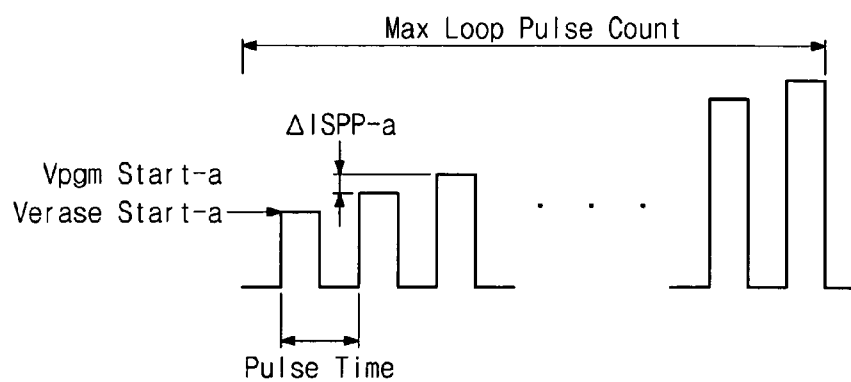 Max Loop Pulse Count
ΔISPP-a
Vpgm Start-a
Verase Start-a
Pulse Time